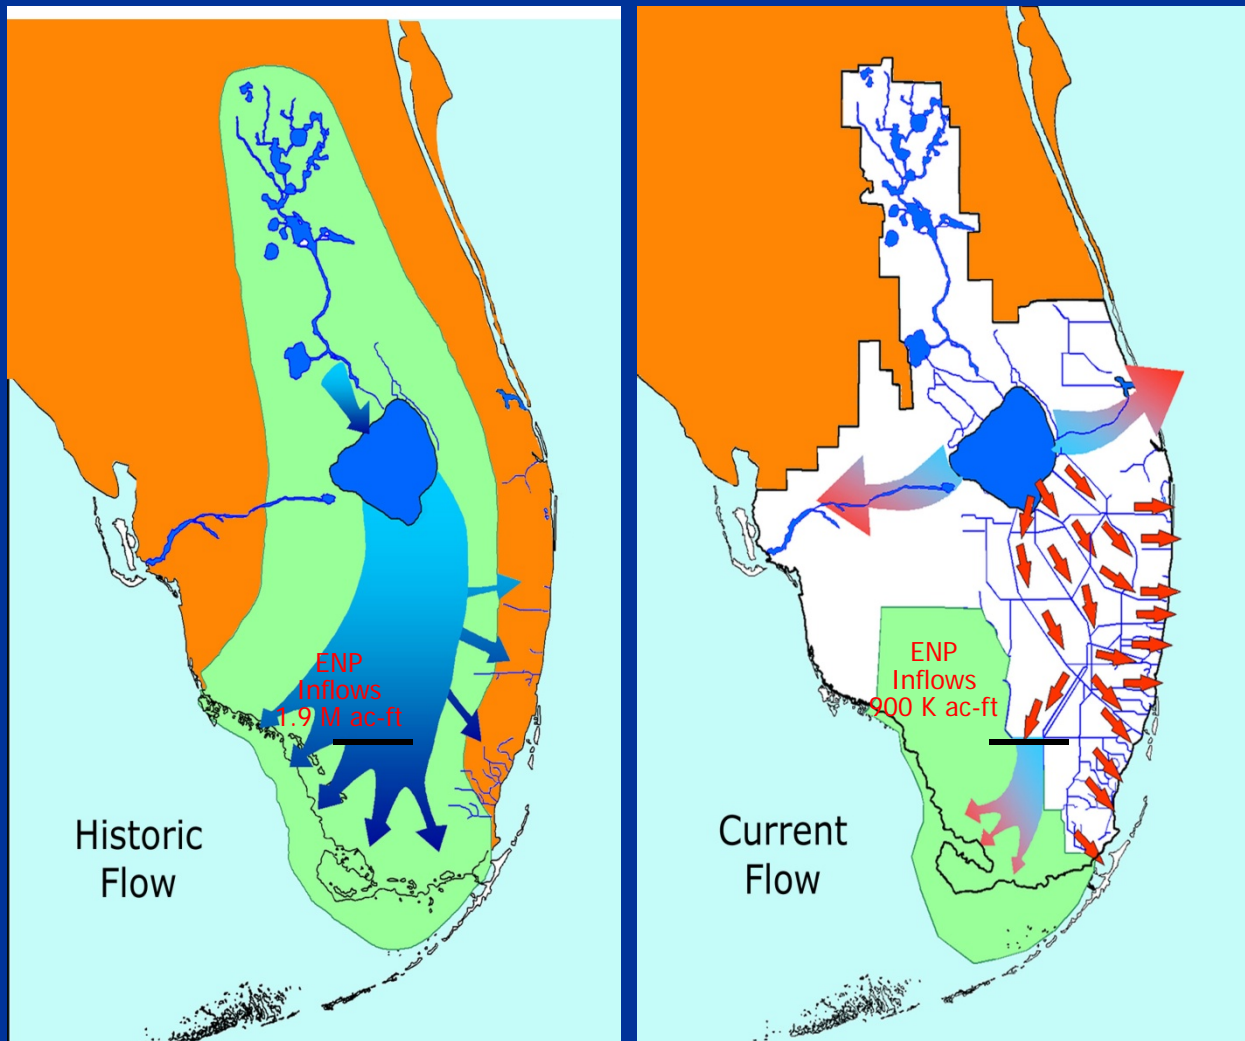 ENP
Inflows
1.9 M ac-ft
Historic
Flow
ENP
Inflows
900 K ac-ft
Current
Flow